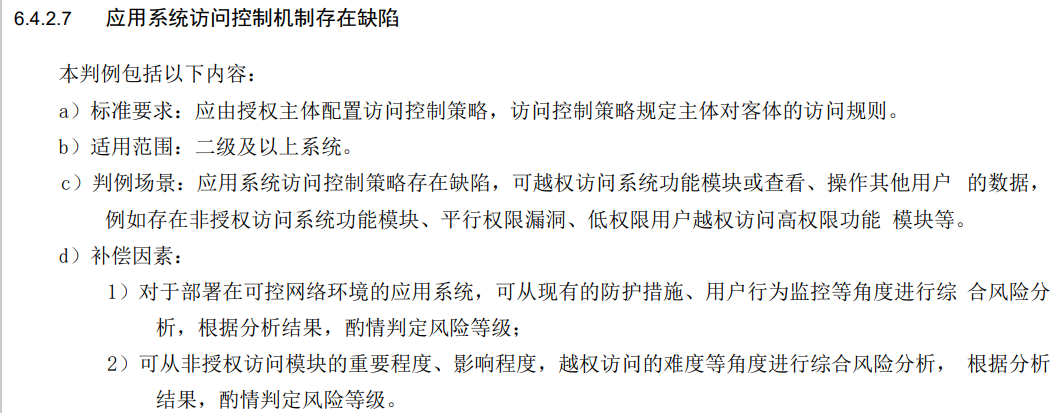 6.4.2.7 应用系统访问控制机制存在缺陷
本判例包括以下内容：
a）标准要求：应由授权主体配置访问控制策略，访问控制策略规定主体对客体的访问规则。
b）适用范围：二级及以上系统。
c）判例场景：应用系统访问控制策略存在缺陷，可越权访问系统功能模块或查看、操作其他用户 的数据，
例如存在非授权访问系统功能模块、平行权限漏洞、低权限用户越权访问高权限功能 模块等。
d）补偿因素：
1）对于部署在可控网络环境的应用系统，可从现有的防护措施、用户行为监控等角度进行综 合风险分
析，根据分析结果，酌情判定风险等级；
2）可从非授权访问模块的重要程度、影响程度，越权访问的难度等角度进行综合风险分析， 根据分析
结果，酌情判定风险等级。